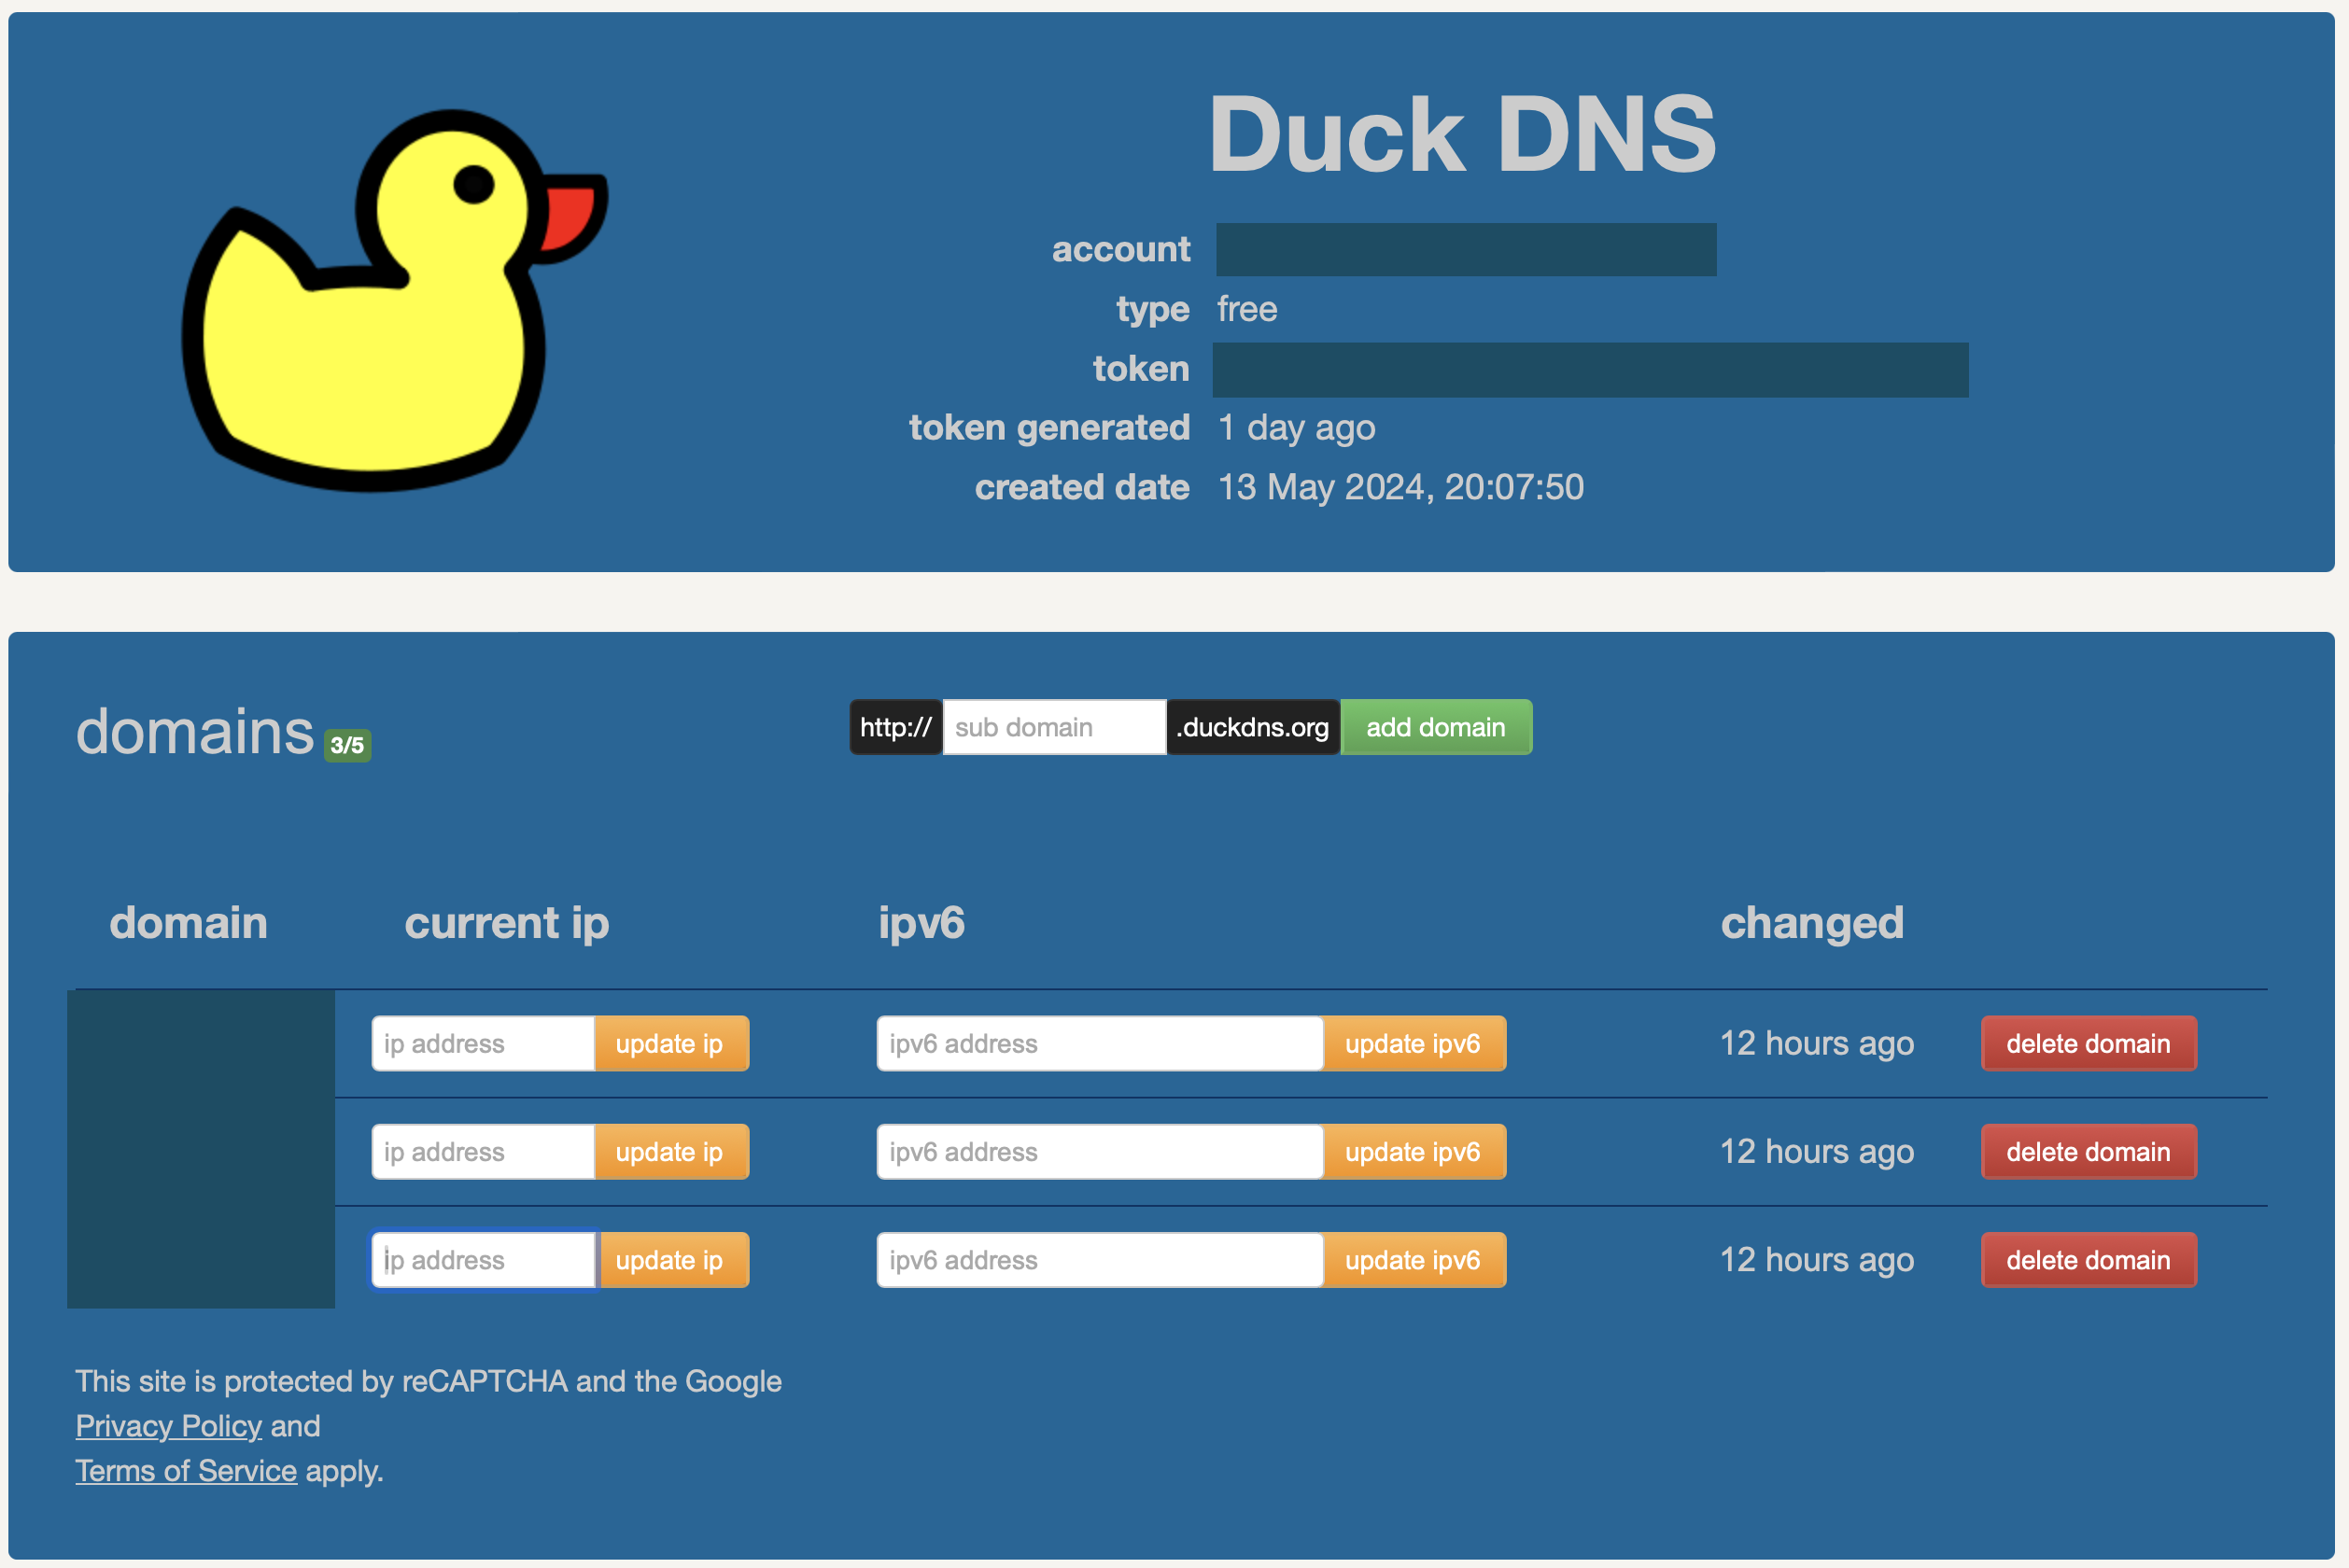 Duck DNS
account
type free
token
token generated 1 day ago
created date 13 May 2024, 20:07:50
domains 3/5 http:// sub domain .duckdns.org add domain
domain current ip ipv6 changed
ip address update ip ipv6 address update ipv6 12 hours ago delete domain
ip address update ip ipv6 address update ipv6 12 hours ago delete domain
ip address update ip ipv6 address update ipv6 12 hours ago delete domain
This site is protected by reCAPTCHA and the Google
Privacy Policy and
Terms of Service apply.